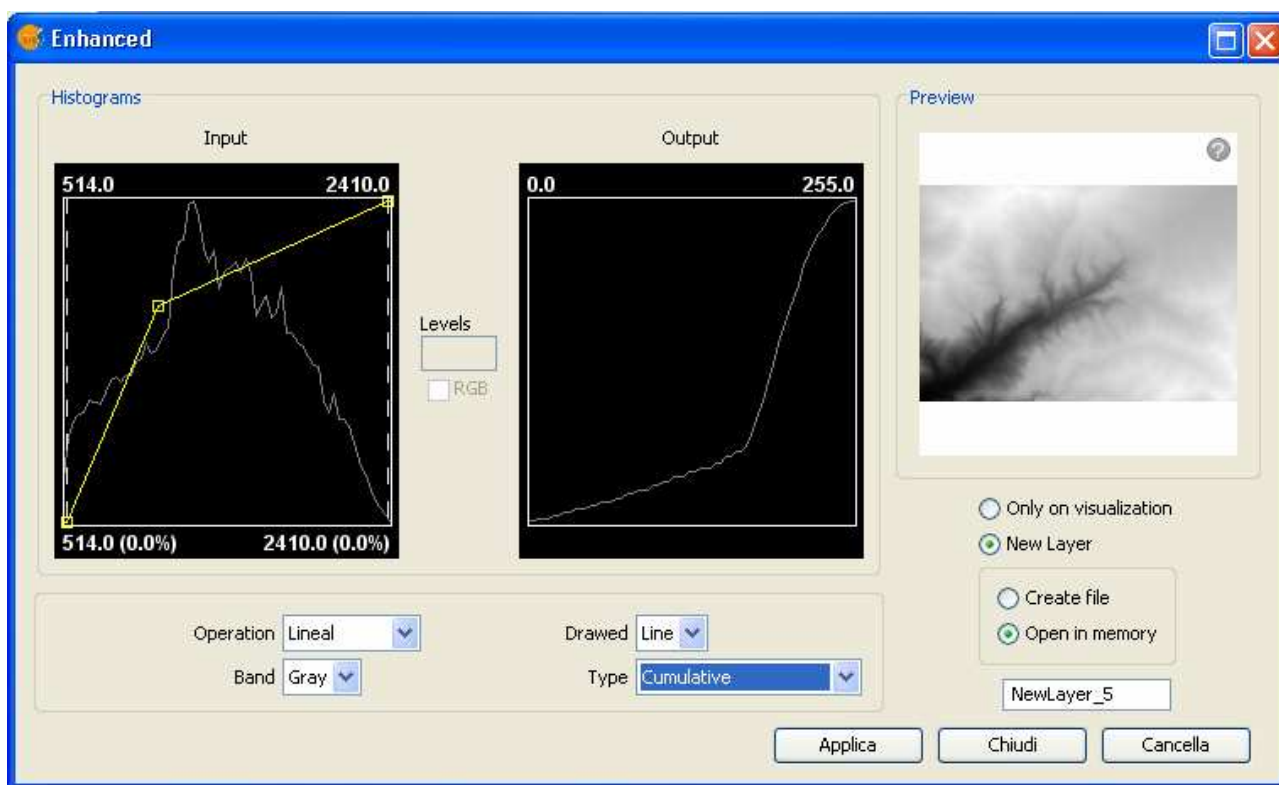 Enhanced
Histograms
Input
Output
514.0 2410.0
0.0 255.0
514.0 (0.0%) 2410.0 (0.0%)
Levels
RGB
Preview
?
Only on visualization
New Layer
Create file
Open in memory
NewLayer_5
Operation Lineal
Drawed Line
Band Gray
Type Cumulative
Applica
Chiudi
Cancella